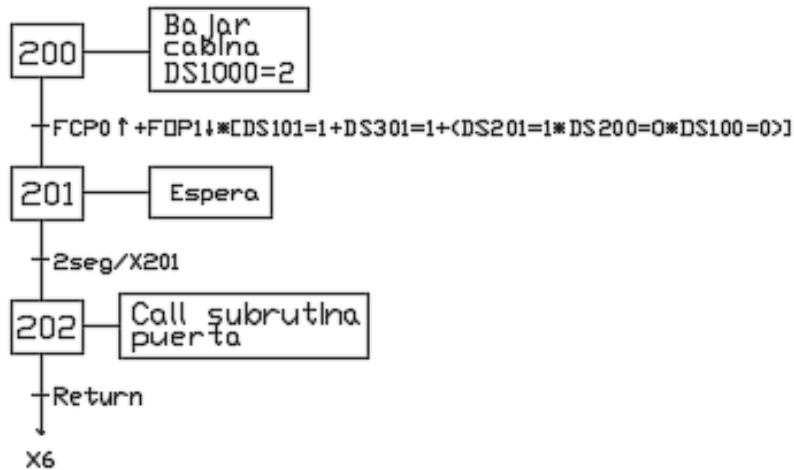 200
Bajar
cabina
DS1000=2
FCP0↑+FOP1↓*[DS101=1+DS301=1+(DS201=1*DS200=0*DS100=0)]
201
Espera
2seg/X201
202
Call subrutina
puerta
Return
X6